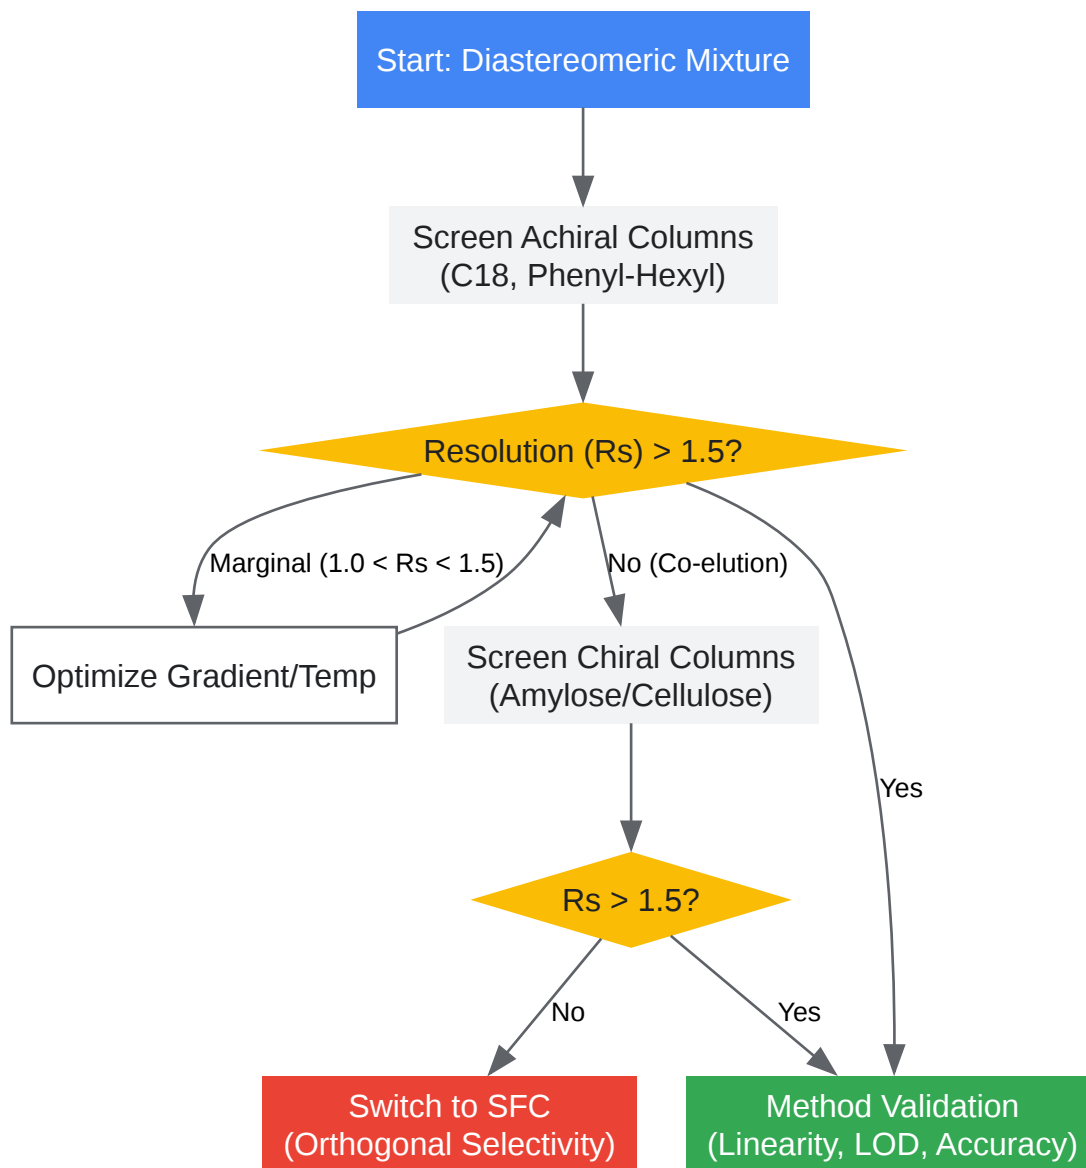 Start: Diastereomeric Mixture
Screen Achiral Columns
(C18, Phenyl-Hexyl)
Resolution (Rs) > 1.5?
Marginal (1.0 < Rs < 1.5)
No (Co-elution)
Optimize Gradient/Temp
Screen Chiral Columns
(Amylose/Cellulose)
Yes
Rs > 1.5?
No
Yes
Switch to SFC
(Orthogonal Selectivity)
Method Validation
(Linearity, LOD, Accuracy)